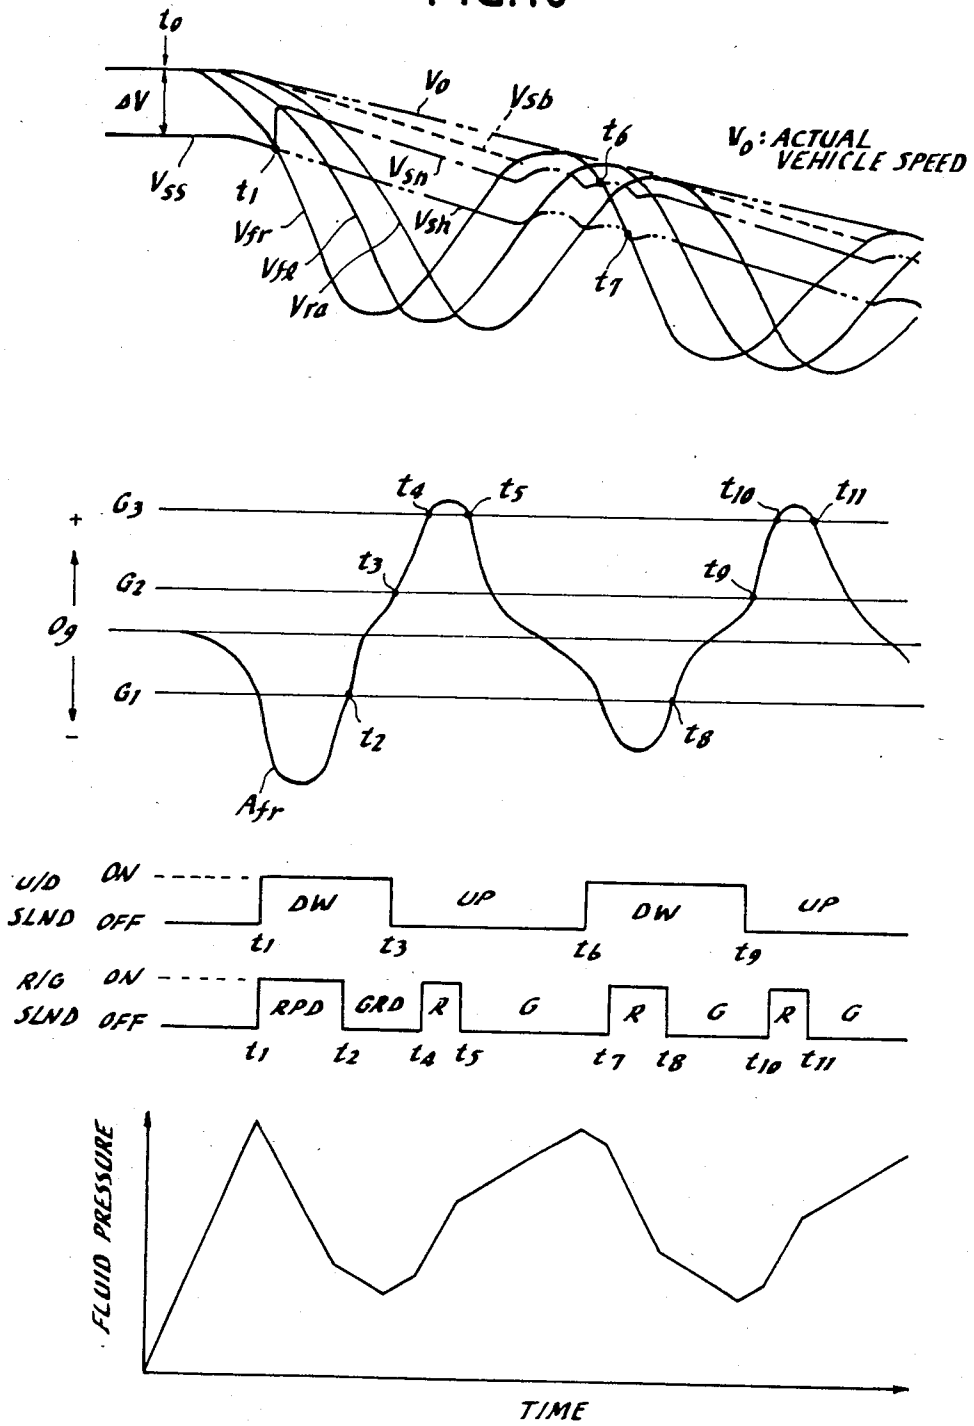 t0
ΔV
V0
Vsb
t6
V0: ACTUAL
VEHICLE SPEED
Vss
t1
Vsn
Vsh
Vfr
Vfl
Vra
t7
G3
t4
t5
t10
t11
+
G2
t3
t9
0g
G1
-
t2
t8
Afr
U/D ON
SLND OFF
DW UP DW UP
t1 t3 t6 t9
R/G ON
SLND OFF
RPD GRD R G R G R G
t1 t2 t4 t5 t7 t8 t10 t11
FLUID PRESSURE
TIME